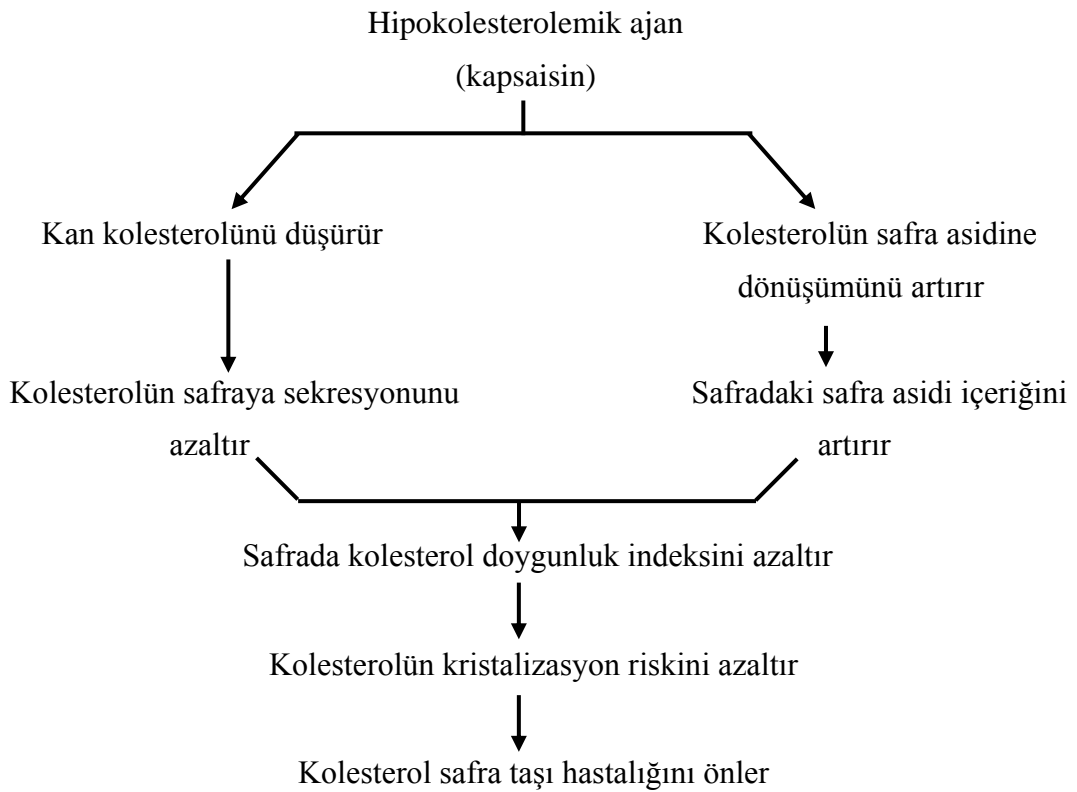 Hipokolesterolemik ajan
(kapsaisin)
Kan kolesterolünü düşürür
Kolesterolün safra asidine
dönüşümünü artırır
Kolesterolün safraya sekresyonunu
azaltır
Safradaki safra asidi içeriğini
artırır
Safrada kolesterol doygunluk indeksini azaltır
Kolesterolün kristalizasyon riskini azaltır
Kolesterol safra taşı hastalığını önler